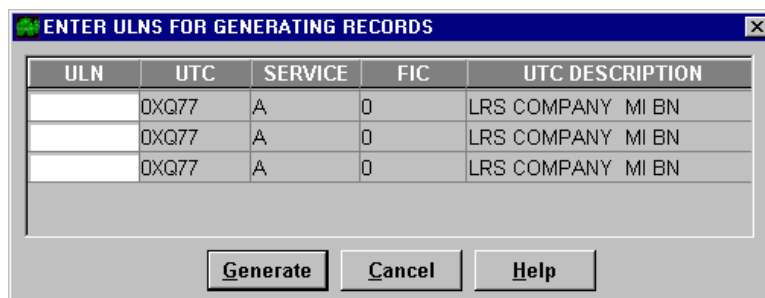 ENTER ULNS FOR GENERATING RECORDS
ULN UTC SERVICE FIC UTC DESCRIPTION
0XQ77 A 0 LRS COMPANY  MI BN
0XQ77 A 0 LRS COMPANY  MI BN
0XQ77 A 0 LRS COMPANY  MI BN
Generate Cancel Help